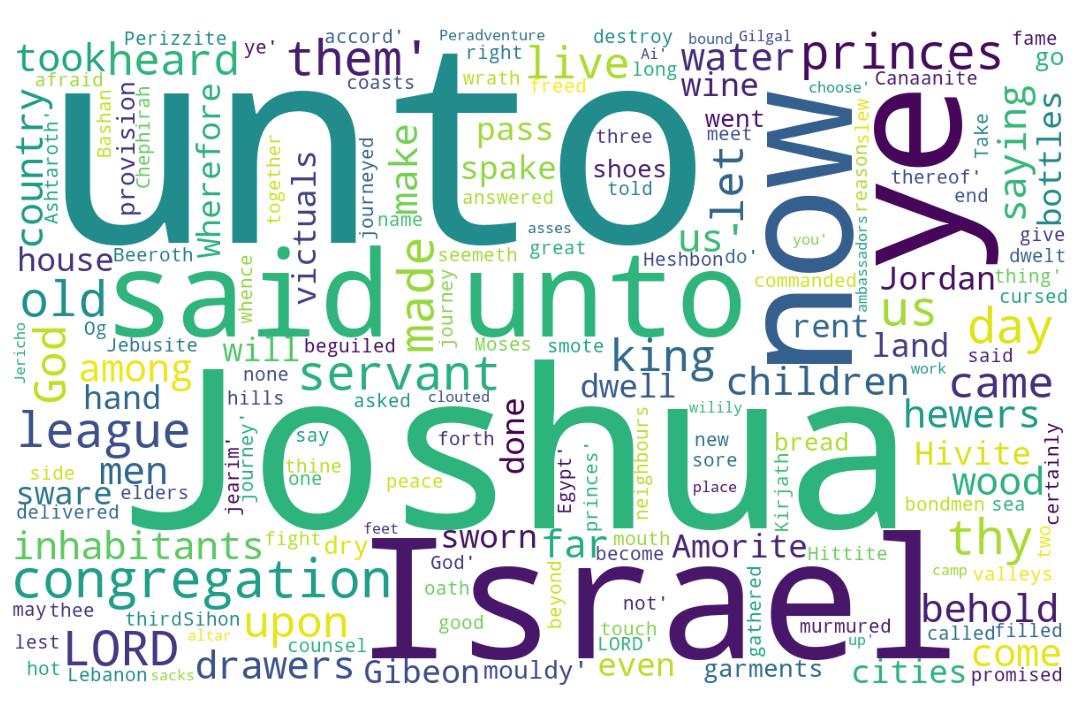 Perizzite accord' Peradventure destroy bound Gilgal fame
took heard ye' them' right live Ai' long water princes go
afraid coasts wrath freed wine choose' Canaanite
country Ashtaroth' Bashan provision Chephirah Wherefore unto pass three went meet now reason slew ye Take saying bottles
together victuals journeyed make spake shoes let thereof'
name answered told end
asses us' you' ambassadors give
house Beeroth seemeth great Heshbon do' dwelt
whence said made journey unto commanded Jordan thing'
old cursed
Jericho God Og Jebusite Moses smote rent us day
among will beguiled king land said
none servant children work came
hand hills asked clouted dwell wilily hewers
league Joshua say forth done new bread
men journey' jearim' thine Egypt' princes' neighbours sore Kirjath Hivite
side one peace place wood certainly
sware elders bondmen sea
delivered feet
inhabitants fight dry Israel sworn far mouth Amorite thy two
God' become Hittite
congregation oath beyond gathered camp valleys
may thee not' behold
third Sihon upon good touch murmured called filled
lest LORD altar counsel LORD' up' come
hot Lebanon sacks drawers Gibeon mouldy' even garments cities promised